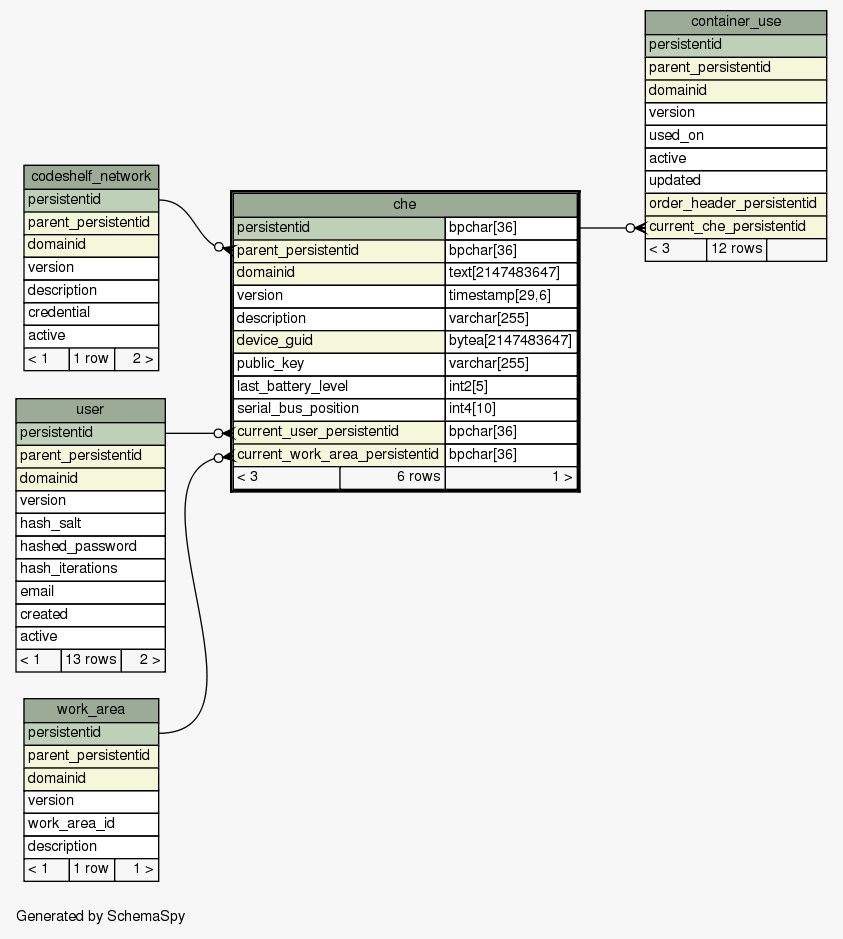 container_use
persistentid
parent_persistentid
domainid
version
used_on
active
updated
order_header_persistentid
current_che_persistentid
< 3 12 rows
codeshelf_network
persistentid
parent_persistentid
domainid
version
description
credential
active
< 1 1 row 2 >
che
persistentid bpchar[36]
parent_persistentid bpchar[36]
domainid text[2147483647]
version timestamp[29,6]
description varchar[255]
device_guid bytea[2147483647]
public_key varchar[255]
last_battery_level int2[5]
serial_bus_position int4[10]
current_user_persistentid bpchar[36]
current_work_area_persistentid bpchar[36]
< 3 6 rows 1 >
user
persistentid
parent_persistentid
domainid
version
hash_salt
hashed_password
hash_iterations
email
created
active
< 1 13 rows 2 >
work_area
persistentid
parent_persistentid
domainid
version
work_area_id
description
< 1 1 row 1 >
Generated by SchemaSpy